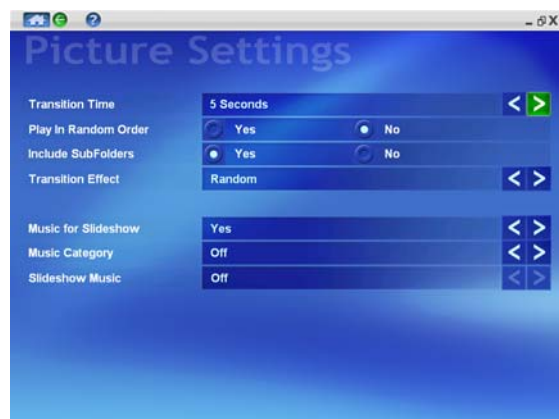 Picture Settings
Transition Time 5 Seconds < >
Play In Random Order Yes No
Include SubFolders Yes No
Transition Effect Random < >
Music for Slideshow Yes < >
Music Category Off < >
Slideshow Music Off < >